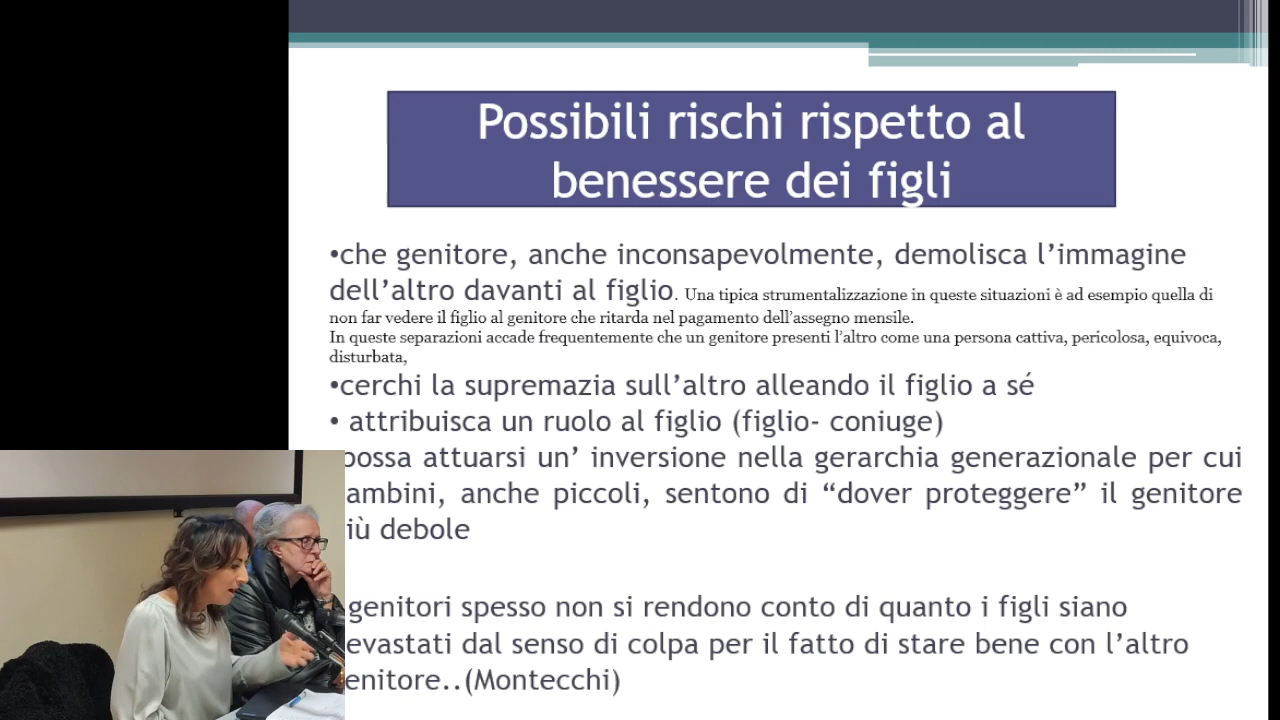 Possibili rischi rispetto al
benessere dei figli
•che genitore, anche inconsapevolmente, demolisca l’immagine
dell’altro davanti al figlio. Una tipica strumentalizzazione in queste situazioni è ad esempio quella di
non far vedere il figlio al genitore che ritarda nel pagamento dell’assegno mensile.
In queste separazioni accade frequentemente che un genitore presenti l’altro come una persona cattiva, pericolosa, equivoca,
disturbata,
•cerchi la supremazia sull’altro alleando il figlio a sé
• attribuisca un ruolo al figlio (figlio- coniuge)
possa attuarsi un’ inversione nella gerarchia generazionale per cui
ambini, anche piccoli, sentono di “dover proteggere” il genitore
iù debole
genitori spesso non si rendono conto di quanto i figli siano
evastati dal senso di colpa per il fatto di stare bene con l’altro
enitore..(Montecchi)